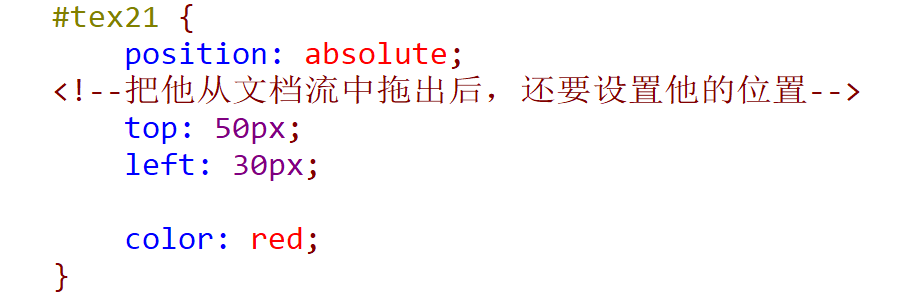 #tex21 {
position: absolute;
<!--把他从文档流中拖出后，还要设置他的位置-->
top: 50px;
left: 30px;
color: red;
}